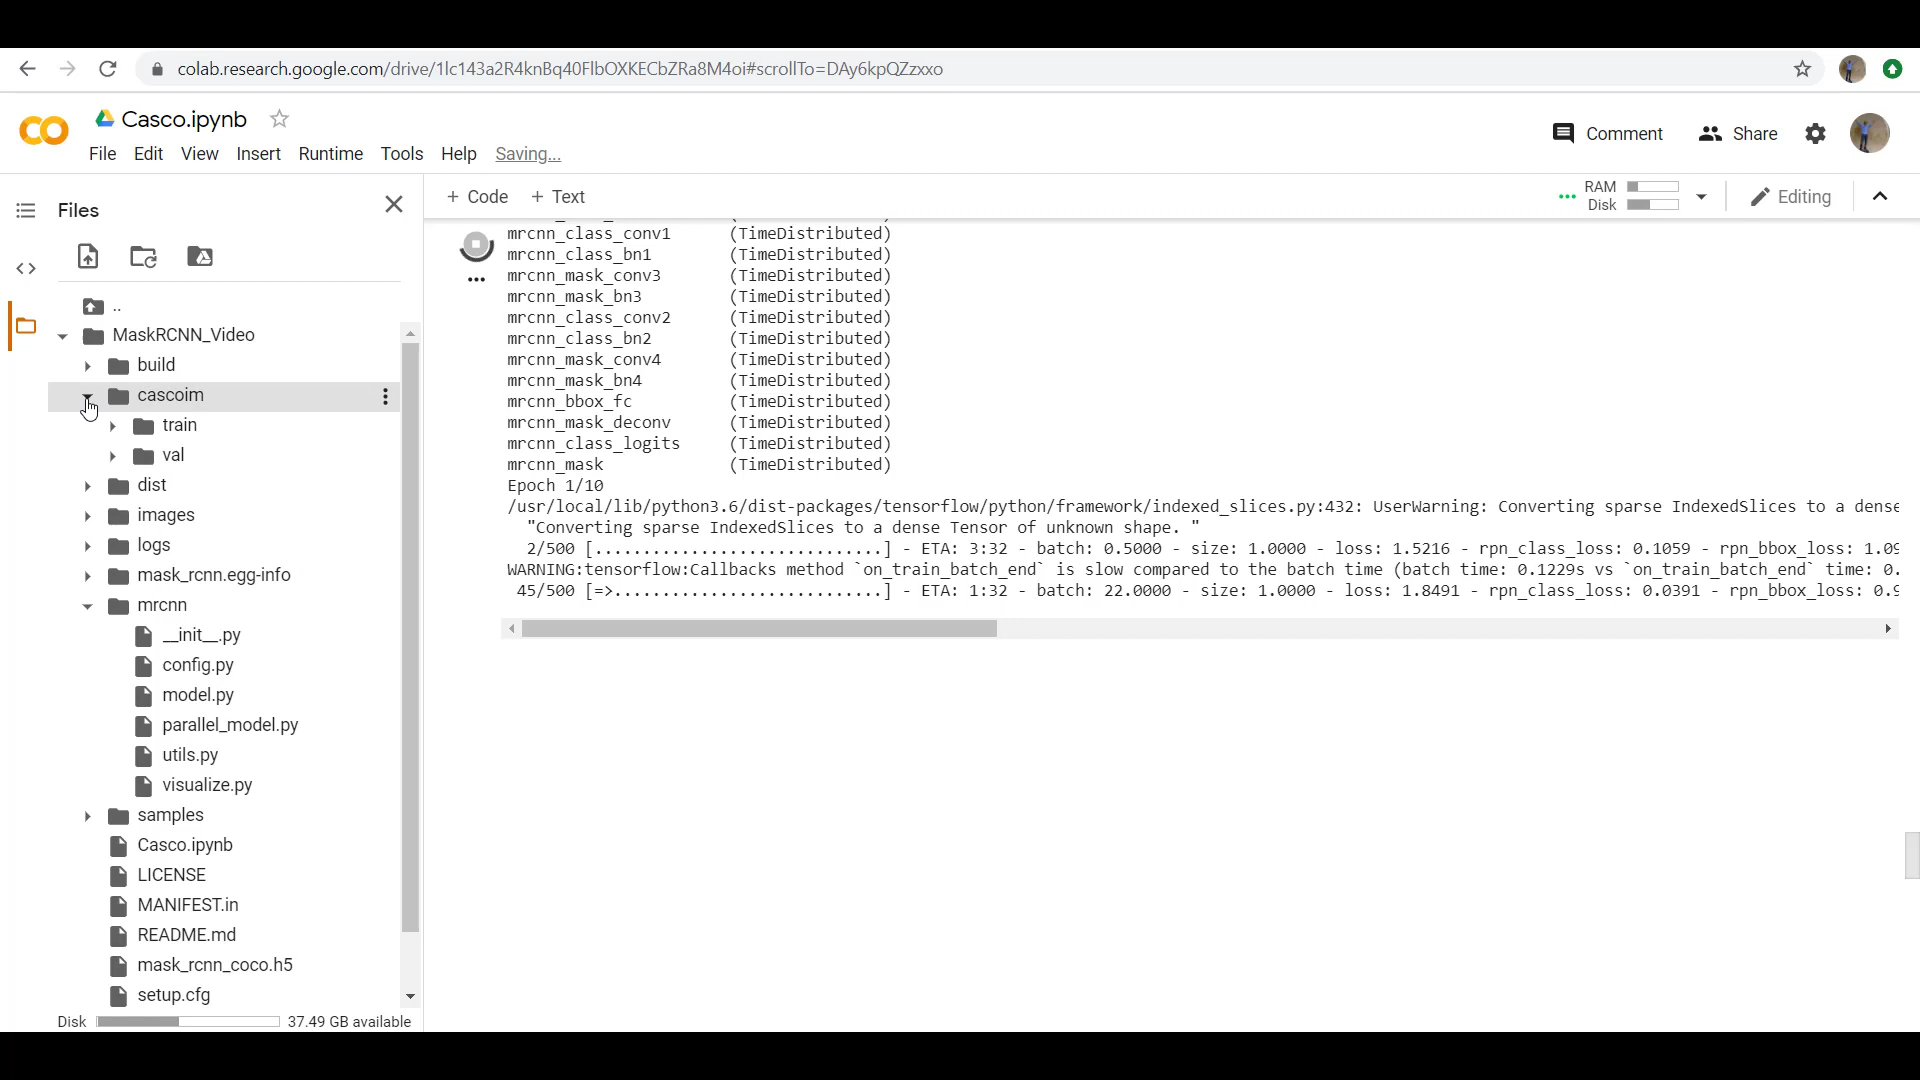 colab.research.google.com/drive/1lc143a2R4knBq40FlbOXKECbZRa8M4oi#scrollTo=DAy6kpQZzxxo
CO
Casco.ipynb
File Edit View Insert Runtime Tools Help Saving...
Comment Share
Files
+ Code + Text
RAM
Disk
Editing
..
MaskRCNN_Video
build
cascoim
train
val
dist
images
logs
mask_rcnn.egg-info
mrcnn
__init__.py
config.py
model.py
parallel_model.py
utils.py
visualize.py
samples
Casco.ipynb
LICENSE
MANIFEST.in
README.md
mask_rcnn_coco.h5
setup.cfg
Disk 37.49 GB available
mrcnn_class_conv1 (TimeDistributed)
mrcnn_class_bn1 (TimeDistributed)
mrcnn_mask_conv3 (TimeDistributed)
mrcnn_mask_bn3 (TimeDistributed)
mrcnn_class_conv2 (TimeDistributed)
mrcnn_class_bn2 (TimeDistributed)
mrcnn_mask_conv4 (TimeDistributed)
mrcnn_mask_bn4 (TimeDistributed)
mrcnn_bbox_fc (TimeDistributed)
mrcnn_mask_deconv (TimeDistributed)
mrcnn_class_logits (TimeDistributed)
mrcnn_mask (TimeDistributed)
Epoch 1/10
/usr/local/lib/python3.6/dist-packages/tensorflow/python/framework/indexed_slices.py:432: UserWarning: Converting sparse IndexedSlices to a dense
"Converting sparse IndexedSlices to a dense Tensor of unknown shape. "
2/500 [..............................] - ETA: 3:32 - batch: 0.5000 - size: 1.0000 - loss: 1.5216 - rpn_class_loss: 0.1059 - rpn_bbox_loss: 1.09
WARNING:tensorflow:Callbacks method `on_train_batch_end` is slow compared to the batch time (batch time: 0.1229s vs `on_train_batch_end` time: 0.
45/500 [=>............................] - ETA: 1:32 - batch: 22.0000 - size: 1.0000 - loss: 1.8491 - rpn_class_loss: 0.0391 - rpn_bbox_loss: 0.9